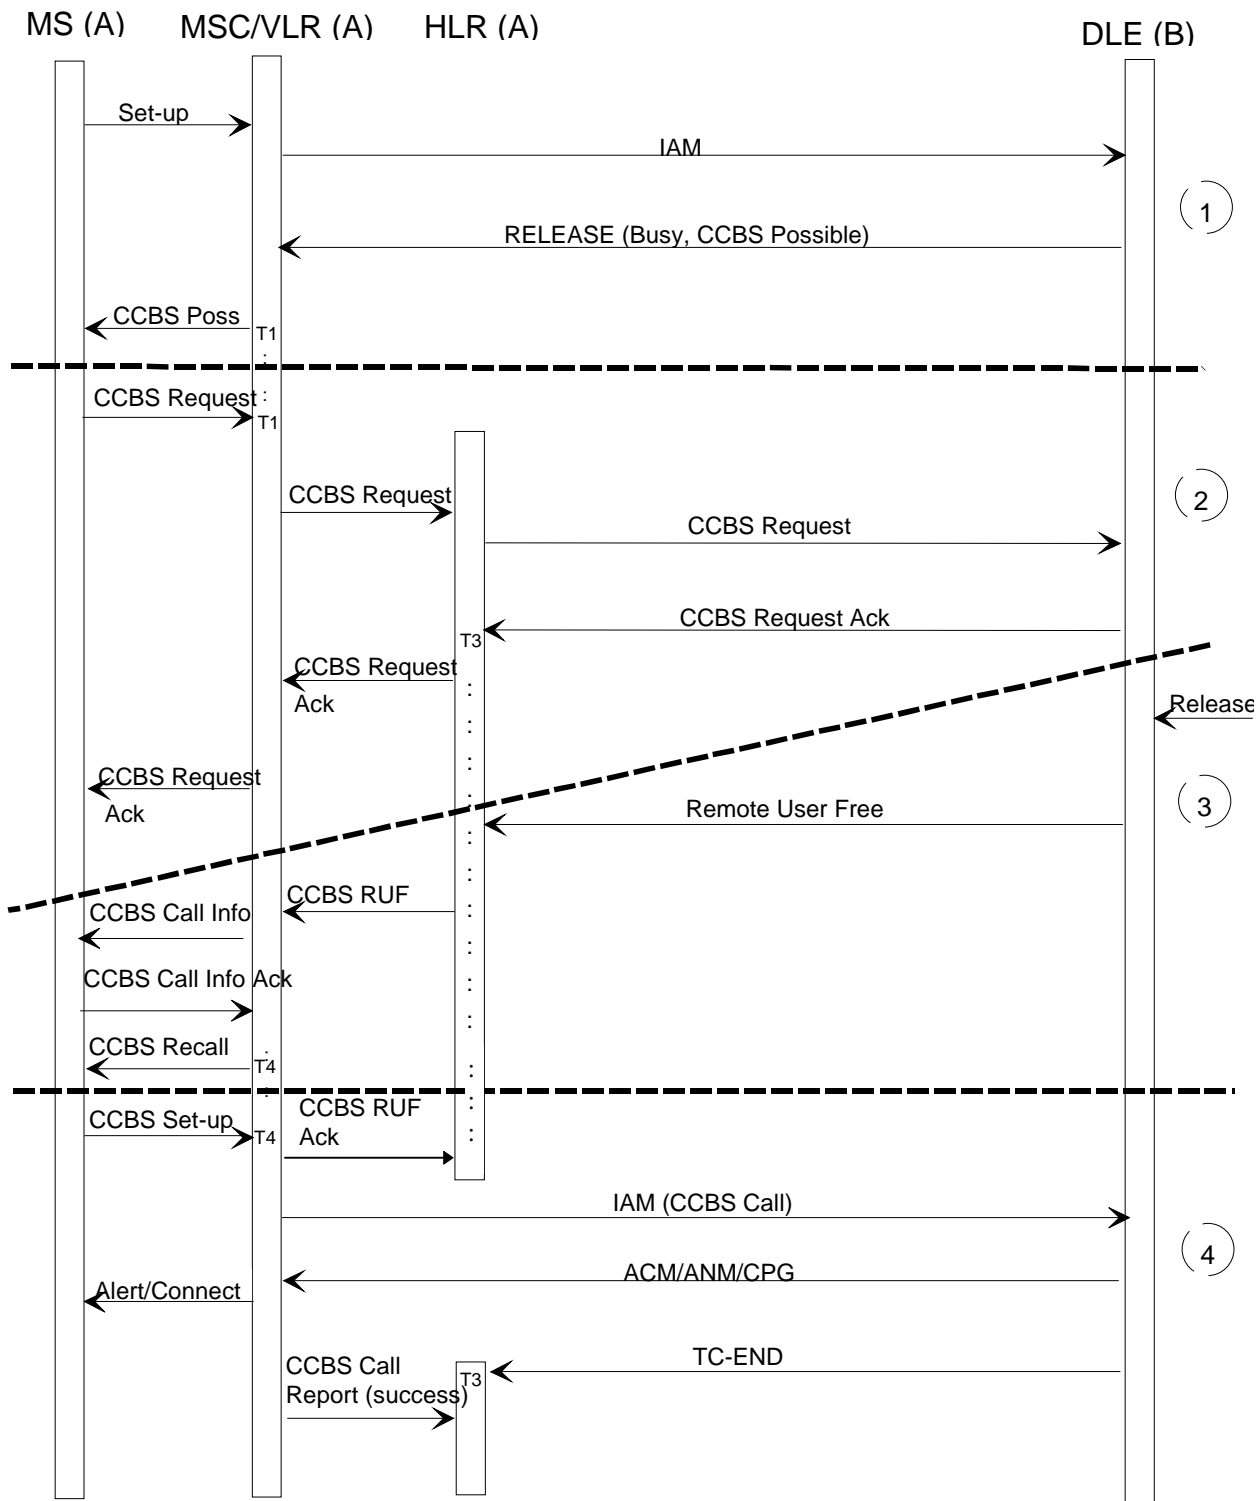 MS (A)
MSC/VLR (A)
HLR (A)
DLE (B)
Set-up
IAM
1
RELEASE (Busy, CCBS Possible)
CCBS Poss
T1
:
:
CCBS Request
T1
CCBS Request
2
CCBS Request
CCBS Request Ack
T3
CCBS Request
Ack
Release
CCBS Request
Ack
3
Remote User Free
CCBS RUF
CCBS Call Info
CCBS Call Info Ack
CCBS Recall
T4
CCBS Set-up
T4
CCBS RUF
Ack
IAM (CCBS Call)
4
ACM/ANM/CPG
Alert/Connect
TC-END
T3
CCBS Call
Report (success)